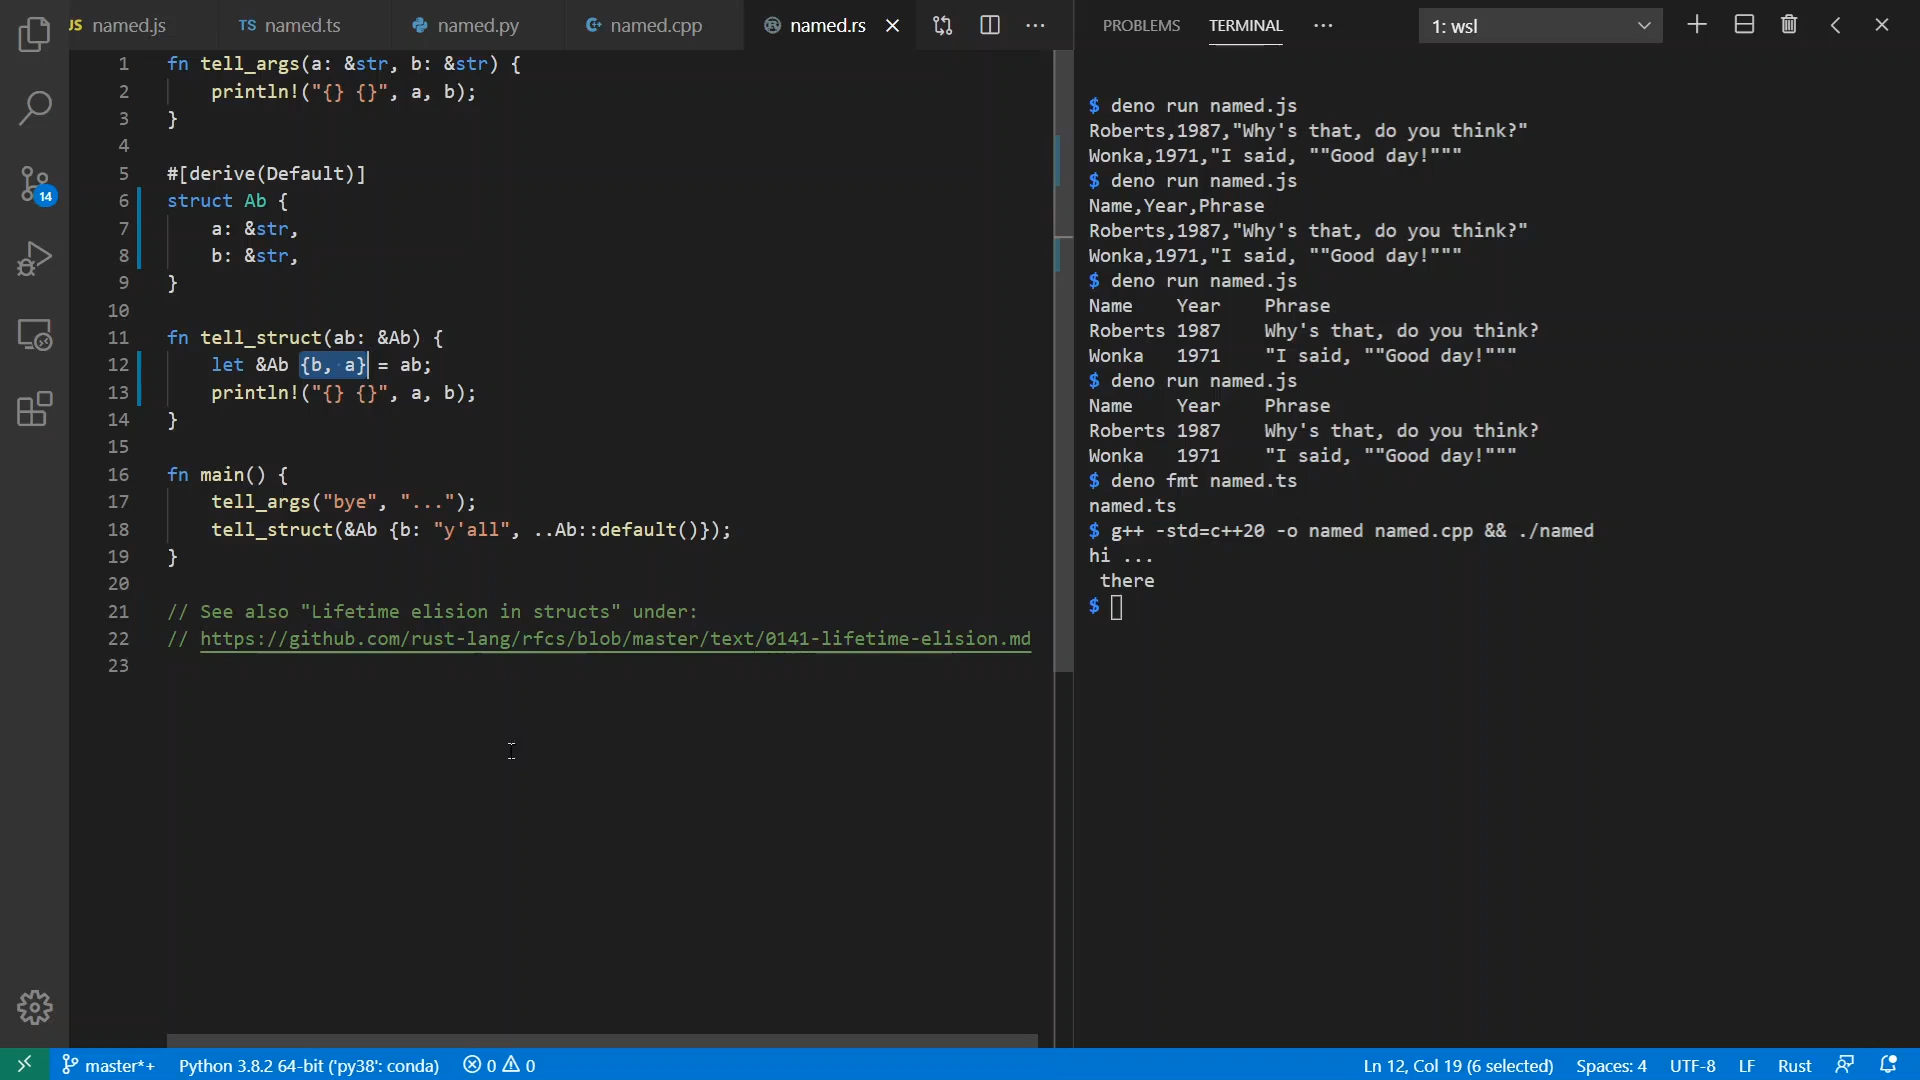 JS named.js TS named.ts named.py named.cpp named.rs PROBLEMS TERMINAL ··· 1: wsl
1 fn tell_args(a: &str, b: &str) {
2 println!("{} {}", a, b);
3 }
4
5 #[derive(Default)]
6 struct Ab {
7 a: &str,
8 b: &str,
9 }
10
11 fn tell_struct(ab: &Ab) {
12 let &Ab {b, a} = ab;
13 println!("{} {}", a, b);
14 }
15
16 fn main() {
17 tell_args("bye", "...");
18 tell_struct(&Ab {b: "y'all", ..Ab::default()});
19 }
20
21 // See also "Lifetime elision in structs" under:
22 // https://github.com/rust-lang/rfcs/blob/master/text/0141-lifetime-elision.md
23
$ deno run named.js
Roberts,1987,"Why's that, do you think?"
Wonka,1971,"I said, ""Good day!"""
$ deno run named.js
Name,Year,Phrase
Roberts,1987,"Why's that, do you think?"
Wonka,1971,"I said, ""Good day!"""
$ deno run named.js
Name Year Phrase
Roberts 1987 Why's that, do you think?
Wonka 1971 "I said, ""Good day!"""
$ deno run named.js
Name Year Phrase
Roberts 1987 Why's that, do you think?
Wonka 1971 "I said, ""Good day!"""
$ deno fmt named.ts
named.ts
$ g++ -std=c++20 -o named named.cpp && ./named
hi ...
there
$
14
master*+ Python 3.8.2 64-bit ('py38': conda) 0 0 Ln 12, Col 19 (6 selected) Spaces: 4 UTF-8 LF Rust